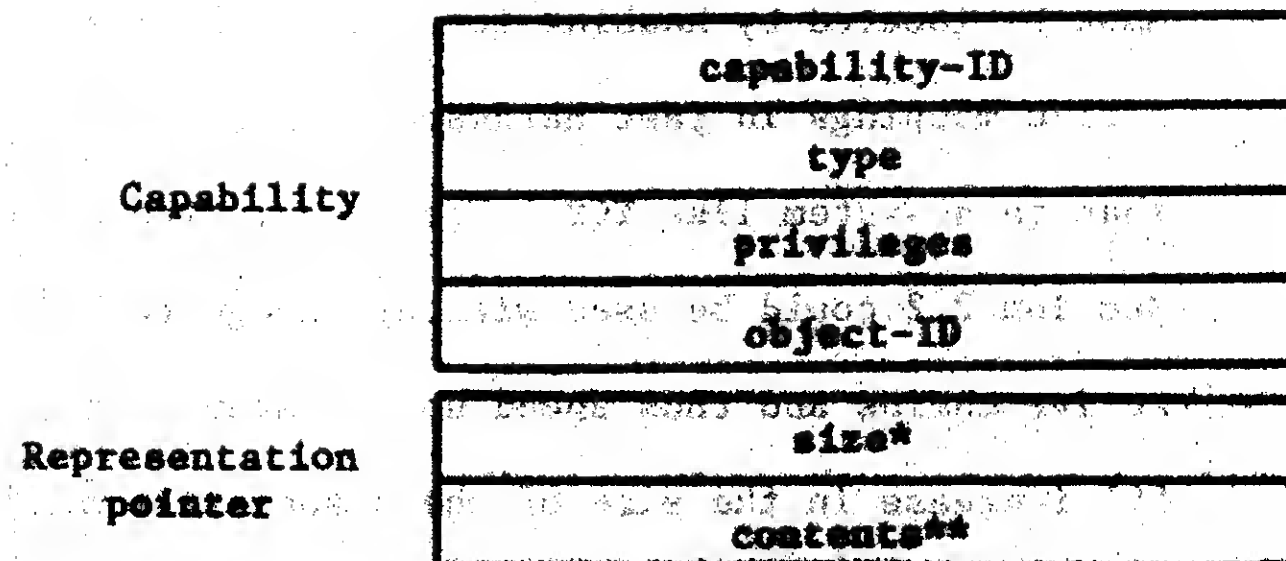 capability-ID
type
Capability
privileges
object-ID
size*
Representation
pointer
contents**